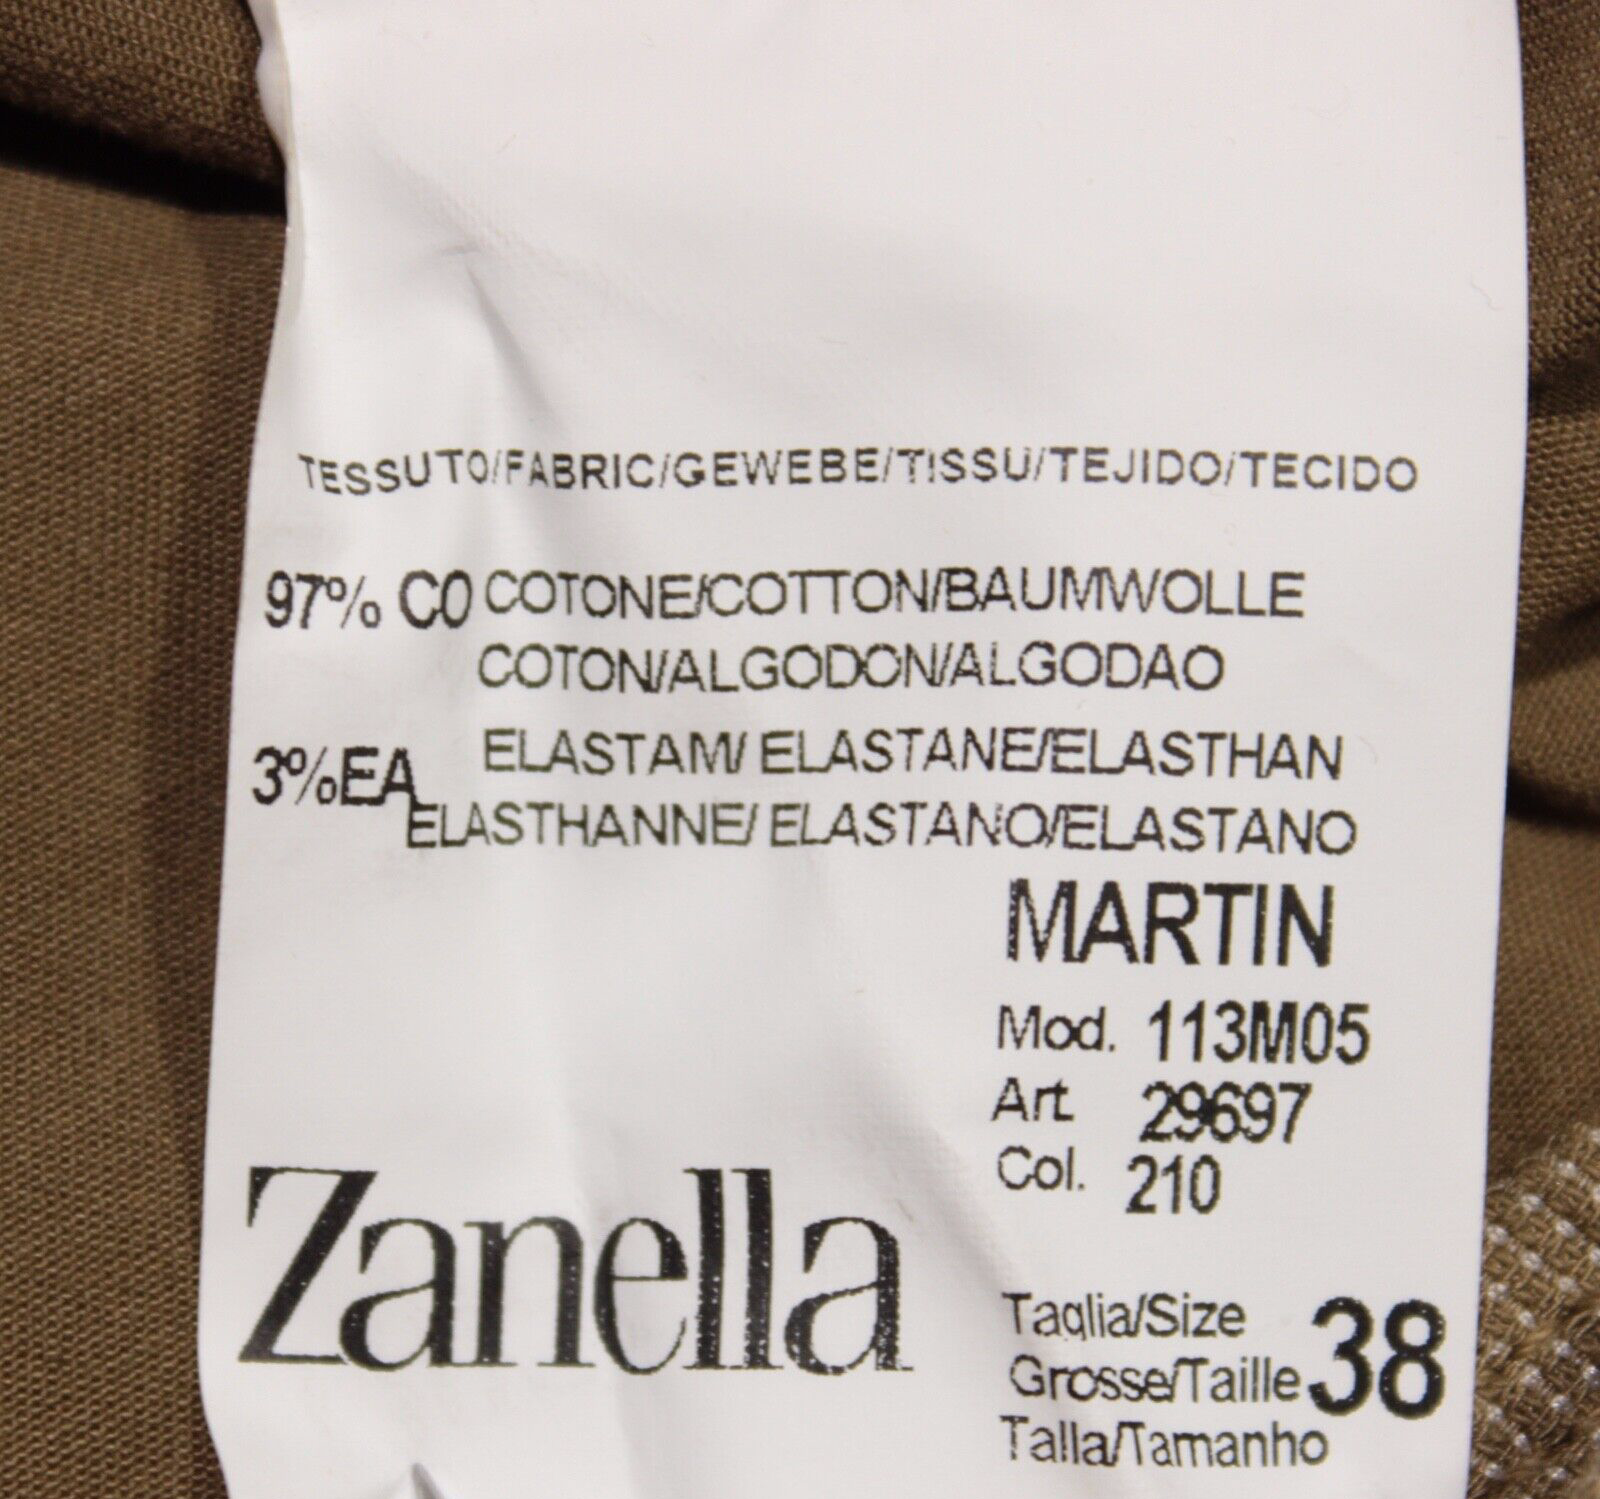 TESSUTO/FABRIC/GEWEBE/TISSU/TEJIDO/TECIDO
97% CO COTONE/COTTON/BAUMWOLLE
COTON/ALGODON/ALGODAO
3%EA ELASTAM/ ELASTANE/ELASTHAN
ELASTHANNE/ ELASTANO/ELASTANO
MARTIN
Mod. 113M05
Art. 29697
Col. 210
Zanella
Taglia/Size
Grosse/Taille 38
Talla/Tamanho